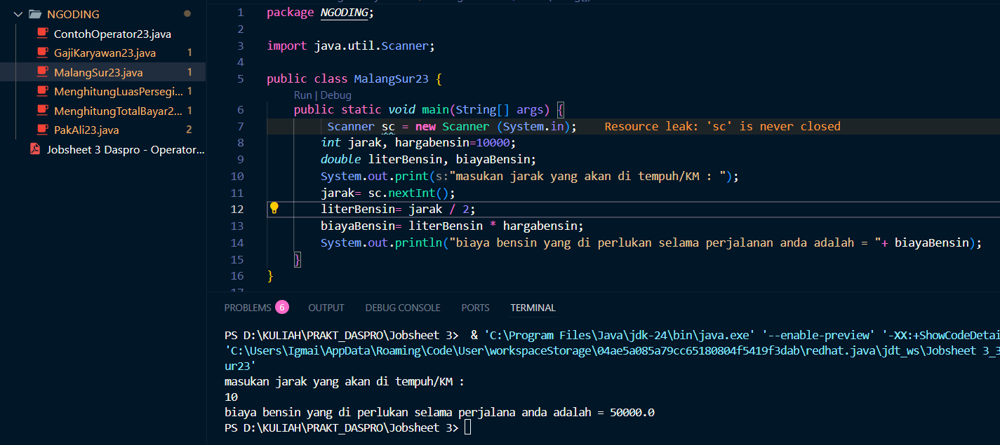 NGODING
ContohOperator23.java
GajiKaryawan23.java 1
MalangSur23.java 1
MenghitungLuasPersegi... 1
MenghitungTotalBayar2... 1
PakAli23.java 2
Jobsheet 3 Daspro - Operator...
1 package NGODING;
2
3 import java.util.Scanner;
4
5 public class MalangSur23 {
Run | Debug
6 public static void main(String[] args) {
7 Scanner sc = new Scanner (System.in); Resource leak: 'sc' is never closed
8 int jarak, hargabensin=10000;
9 double literBensin, biayaBensin;
10 System.out.print(s:"masukan jarak yang akan di tempuh/KM : ");
11 jarak= sc.nextInt();
12 literBensin= jarak / 2;
13 biayaBensin= literBensin * hargabensin;
14 System.out.println("biaya bensin yang di perlukan selama perjalanan anda adalah = "+ biayaBensin);
15 }
16 }
17
PROBLEMS 6 OUTPUT DEBUG CONSOLE PORTS TERMINAL
PS D:\KULIAH\PRAKT_DASPRO\Jobsheet 3> & 'C:\Program Files\Java\jdk-24\bin\java.exe' '--enable-preview' '-XX:+ShowCodeDetai
'C:\Users\Igmai\AppData\Roaming\Code\User\workspaceStorage\04ae5a085a79cc65180804f5419f3dab\redhat.java\jdt_ws\Jobsheet 3_3
ur23'
masukan jarak yang akan di tempuh/KM :
10
biaya bensin yang di perlukan selama perjalana anda adalah = 50000.0
PS D:\KULIAH\PRAKT_DASPRO\Jobsheet 3>